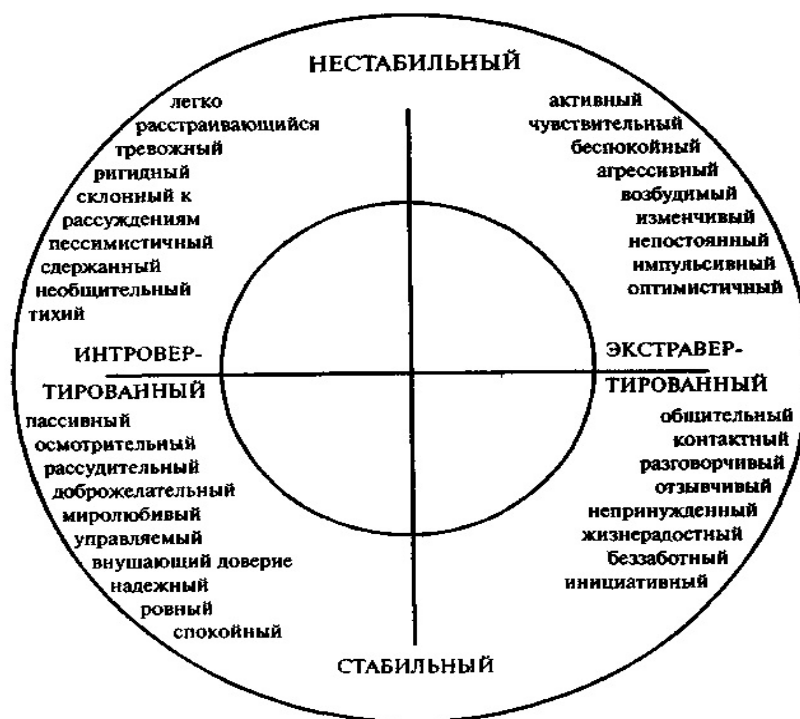 НЕСТАБИЛЬНЫЙ
легко
расстраивающийся
тревожный
ригидный
склонный к
рассуждениям
пессимистичный
сдержанный
необщительный
тихий
активный
чувствительный
беспокойный
агрессивный
возбудимый
изменчивый
непостоянный
импульсивный
оптимистичный
ИНТРОВЕР-
ТИРОВАННЫЙ
ЭКСТРАВЕР-
ТИРОВАННЫЙ
пассивный
осмотрительный
рассудительный
доброжелательный
миролюбивый
управляемый
внушающий доверие
надежный
ровный
спокойный
общительный
контактный
разговорчивый
отзывчивый
непринужденный
жизнерадостный
беззаботный
инициативный
СТАБИЛЬНЫЙ